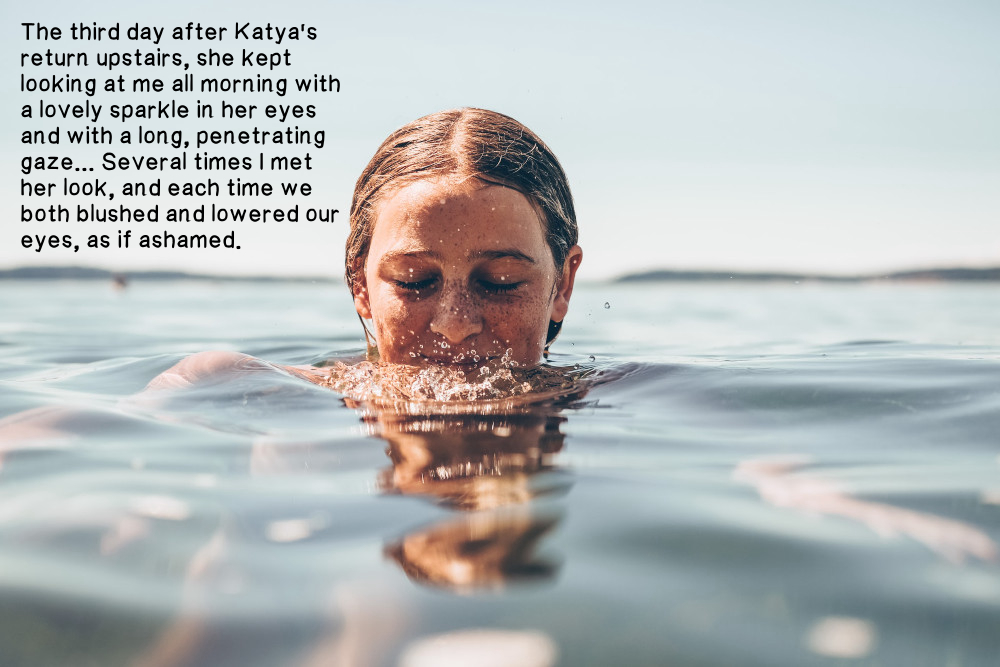 The third day after Katya's
return upstairs, she kept
looking at me all morning with
a lovely sparkle in her eyes
and with a long, penetrating
gaze... Several times I met
her look, and each time we
both blushed and lowered our
eyes, as if ashamed.